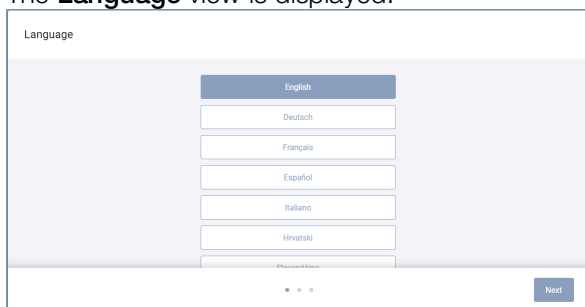 The Language view is displayed.
Language
English
Deutsch
Français
Español
Italiano
Hrvatski
Next